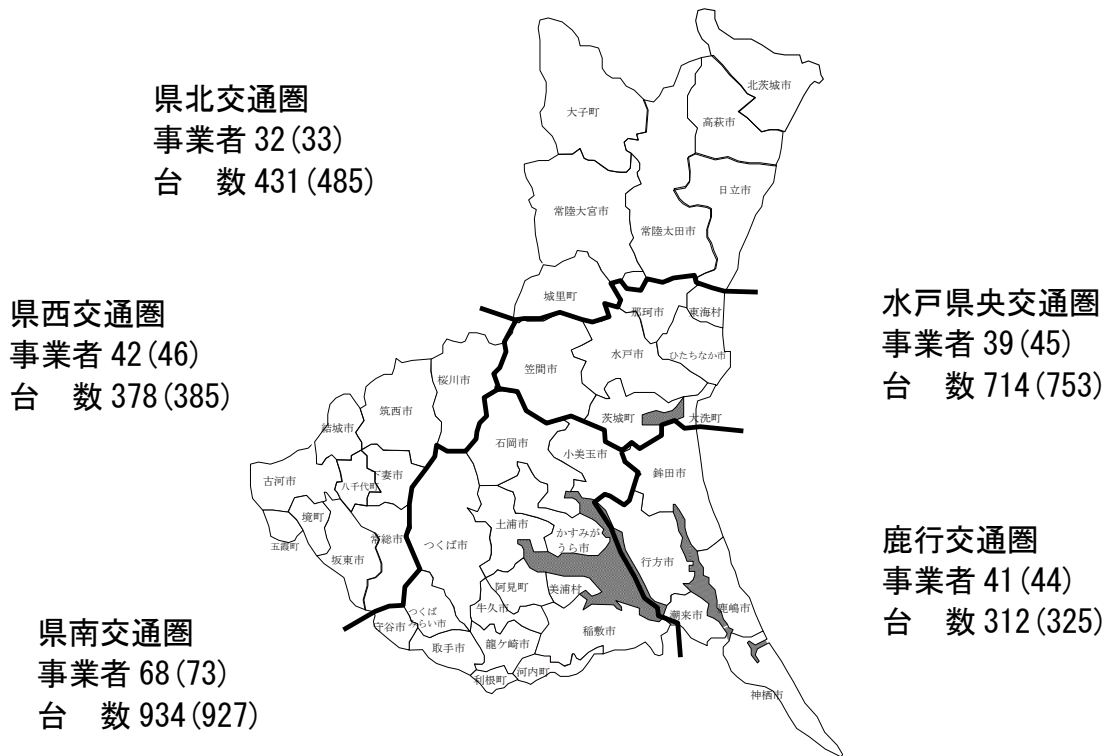 県北交通圏
事業者 32(33)
台　数 431(485)
県西交通圏
事業者 42(46)
台　数 378(385)
県南交通圏
事業者 68(73)
台　数 934(927)
水戸県央交通圏
事業者 39(45)
台　数 714(753)
鹿行交通圏
事業者 41(44)
台　数 312(325)
北茨城市
大子町
高萩市
日立市
常陸大宮市
常陸太田市
城里町
那珂市
東海村
水戸市
ひたちなか市
笠間市
桜川市
筑西市
茨城町
大洗町
結城市
石岡市
小美玉市
鉾田市
古河市
八千代町
下妻市
境町
五霞町
坂東市
常総市
つくば市
土浦市
かすみが
うら市
行方市
阿見町
美浦村
牛久市
潮来市
鹿嶋市
守谷市
つくば
みらい市
稲敷市
取手市
龍ケ崎市
利根町
河内町
神栖市